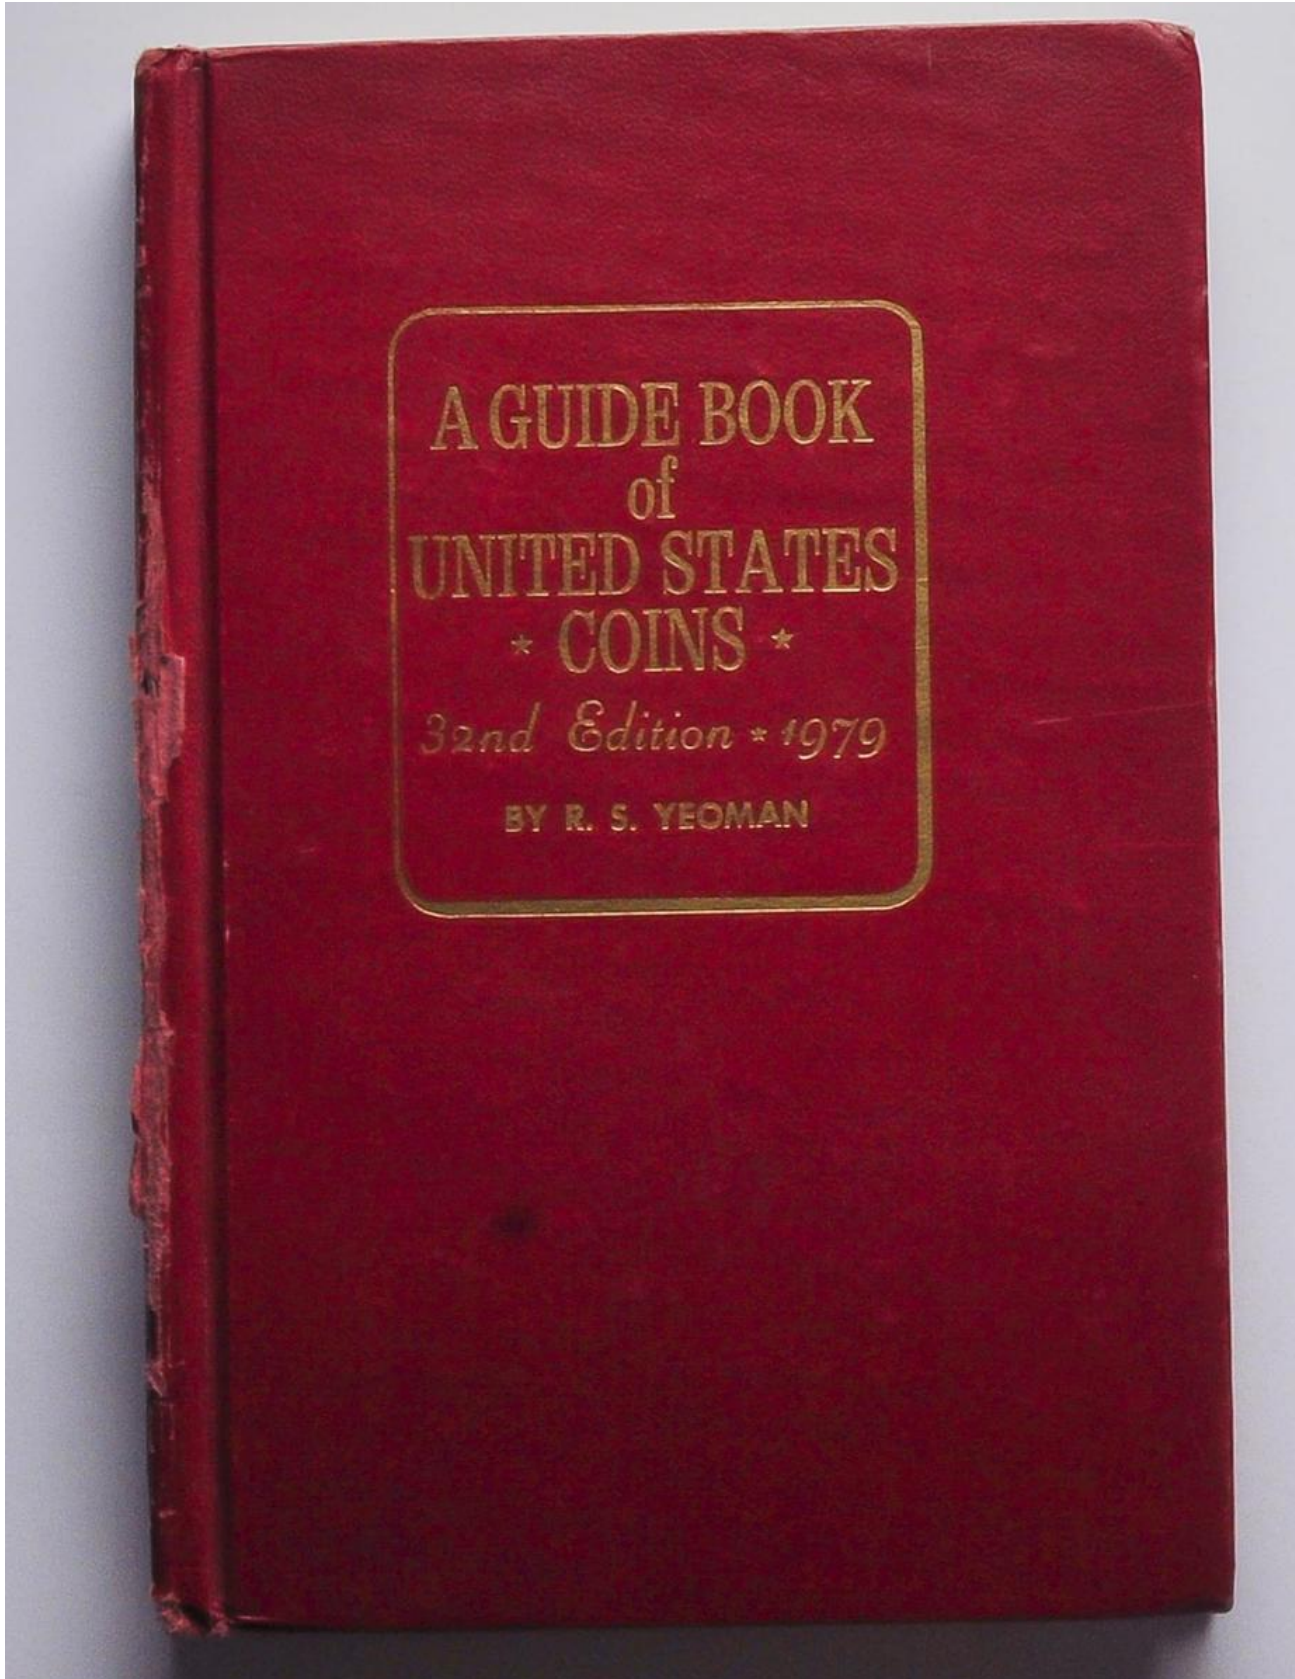 A GUIDE BOOK
of
UNITED STATES
★ COINS ★
32nd Edition ★ 1979
BY R. S. YEOMAN